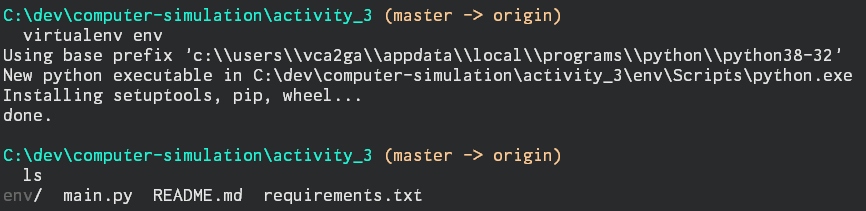 C:\dev\computer-simulation\activity_3 (master -> origin)
virtualenv env
Using base prefix 'c:\\users\\vca2ga\\appdata\\local\\programs\\python\\python38-32'
New python executable in C:\dev\computer-simulation\activity_3\env\Scripts\python.exe
Installing setuptools, pip, wheel...
done.
C:\dev\computer-simulation\activity_3 (master -> origin)
ls
env/  main.py  README.md  requirements.txt